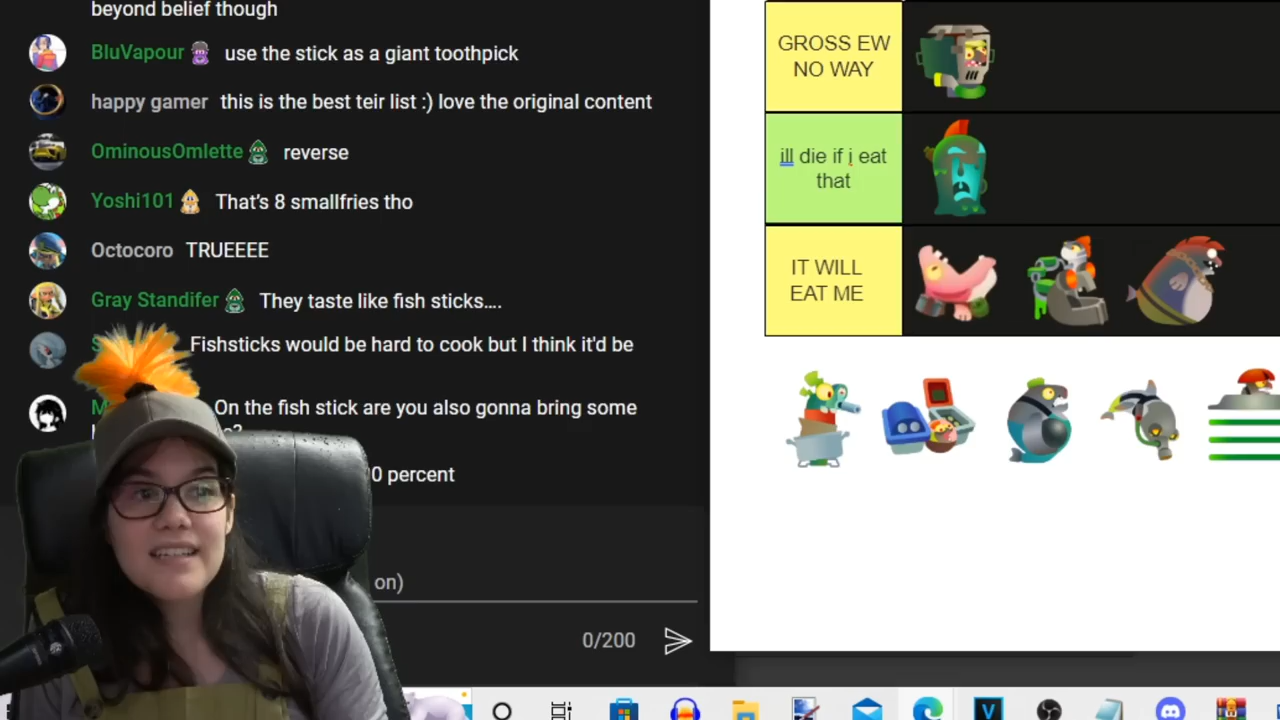 beyond belief though
BluVapour use the stick as a giant toothpick
happy gamer this is the best teir list :) love the original content
OminousOmlette reverse
Yoshi101 That's 8 smallfries tho
Octocoro TRUEEEE
Gray Standifer They taste like fish sticks....
Fishsticks would be hard to cook but I think it'd be
On the fish stick are you also gonna bring some
0 percent
on)
0/200
GROSS EW
NO WAY
ill die if i eat
that
IT WILL
EAT ME